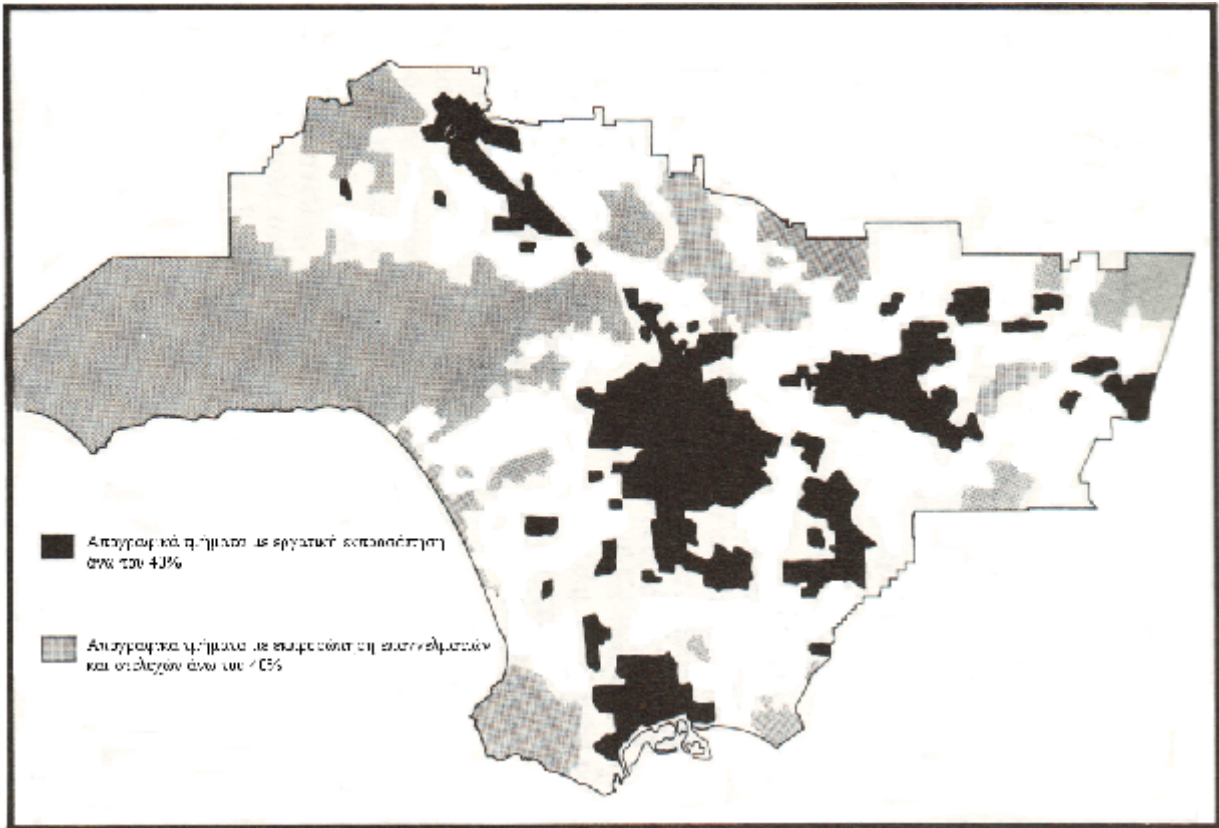 Απογραφικά τμήματα με εργατική εκπροσώπηση
άνω του 40%
Απογραφικά τμήματα με εκπροσώπηση επαγγελματιών
και στελεχών άνω του 40%